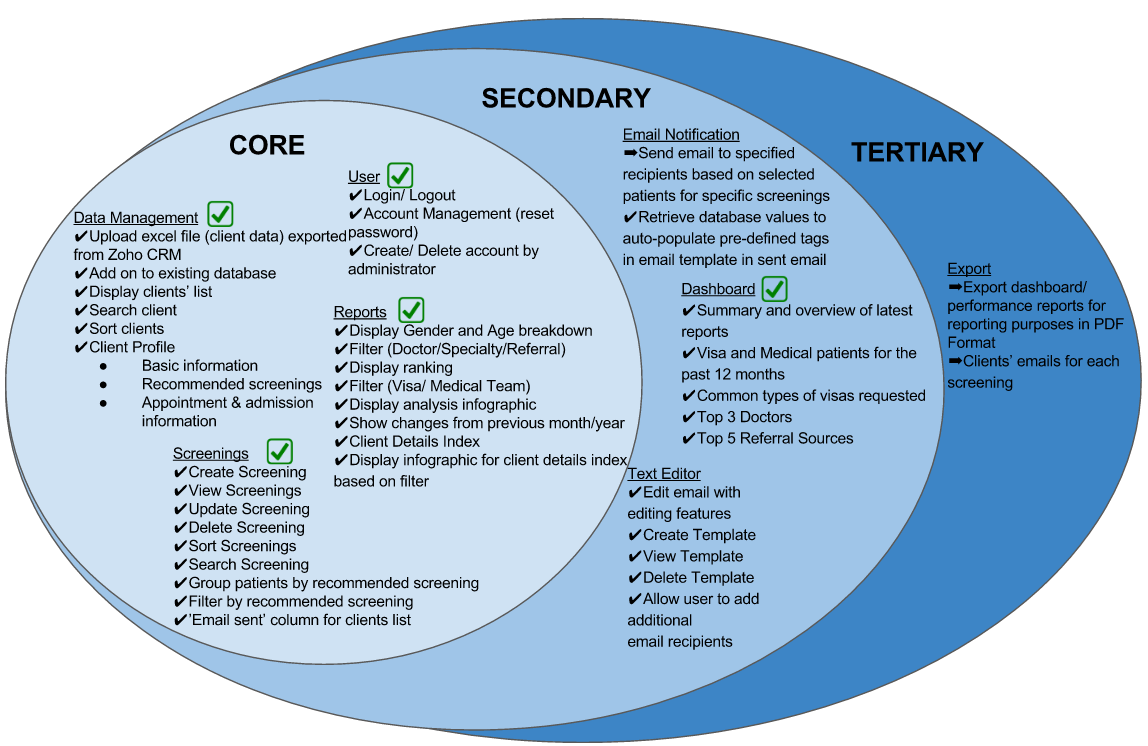 CORE
Data Management
✔Upload excel file (client data) exported
from Zoho CRM
✔Add on to existing database
✔Display clients' list
✔Search client
✔Sort clients
✔Client Profile
● Basic information
● Recommended screenings
● Appointment & admission
information
User
✔Login/ Logout
✔Account Management (reset
password)
✔Create/ Delete account by
administrator
Reports
✔Display Gender and Age breakdown
✔Filter (Doctor/Specialty/Referral)
✔Display ranking
✔Filter (Visa/ Medical Team)
✔Display analysis infographic
✔Show changes from previous month/year
✔Client Details Index
✔Display infographic for client details index
based on filter
Screenings
✔Create Screening
✔View Screenings
✔Update Screening
✔Delete Screening
✔Sort Screenings
✔Search Screening
✔Group patients by recommended screening
✔Filter by recommended screening
✔'Email sent' column for clients list
SECONDARY
Email Notification
➡Send email to specified
recipients based on selected
patients for specific screenings
✔Retrieve database values to
auto-populate pre-defined tags
in email template in sent email
Dashboard
✔Summary and overview of latest
reports
✔Visa and Medical patients for the
past 12 months
✔Common types of visas requested
✔Top 3 Doctors
✔Top 5 Referral Sources
Text Editor
✔Edit email with
editing features
✔Create Template
✔View Template
✔Delete Template
✔Allow user to add
additional
email recipients
TERTIARY
Export
➡Export dashboard/
performance reports for
reporting purposes in PDF
Format
➡Clients' emails for each
screening